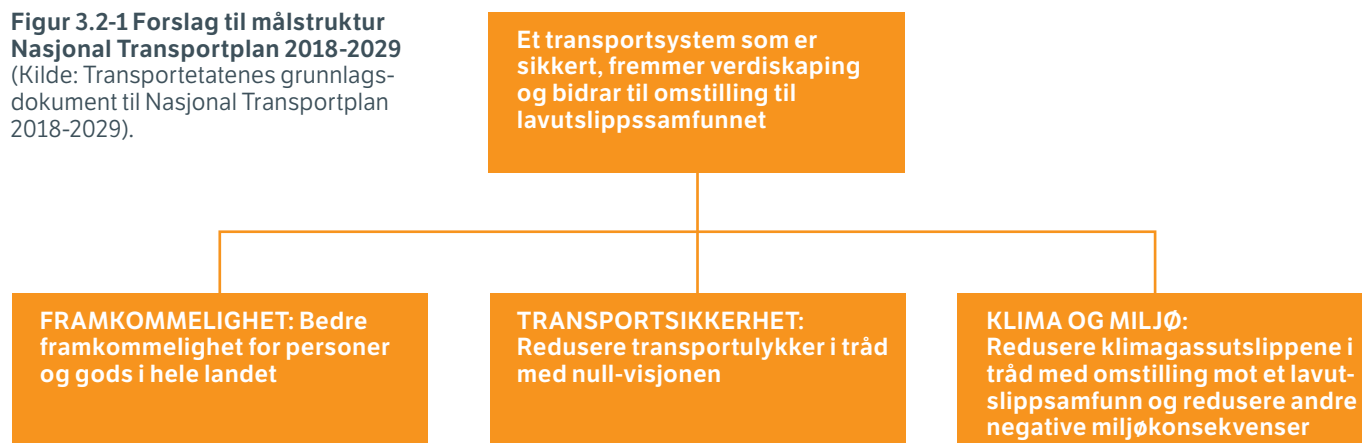 Figur 3.2-1 Forslag til målstruktur
Nasjonal Transportplan 2018-2029
(Kilde: Transportetatenes grunnlags-
dokument til Nasjonal Transportplan
2018-2029).
Et transportsystem som er
sikkert, fremmer verdiskaping
og bidrar til omstilling til
lavutslippssamfunnet
FRAMKOMMELIGHET: Bedre
framkommelighet for personer
og gods i hele landet
TRANSPORTSIKKERHET:
Redusere transportulykker i tråd
med null-visjonen
KLIMA OG MILJØ:
Redusere klimagassutslippene i
tråd med omstilling mot et lavut-
slippsamfunn og redusere andre
negative miljøkonsekvenser